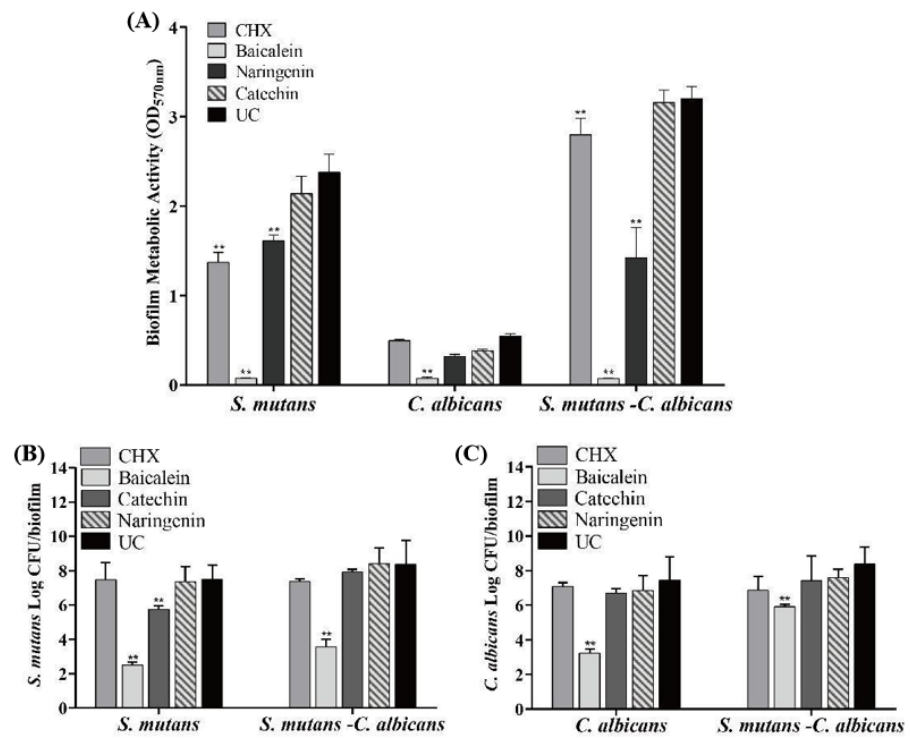 (A)
CHX
Baicalein
Naringenin
Catechin
UC
Biofilm Metabolic Activity (OD570nm)
4
3
2
1
0
**
**
**
**
**
**
**
S. mutans
C. albicans
S. mutans -C. albicans
(B)
CHX
Baicalein
Catechin
Naringenin
UC
S. mutans Log CFU/biofilm
14
12
10
8
6
4
2
0
**
**
**
S. mutans
S. mutans -C. albicans
(C)
CHX
Baicalein
Catechin
Naringenin
UC
C. albicans Log CFU/biofilm
14
12
10
8
6
4
2
0
**
**
C. albicans
S. mutans -C. albicans